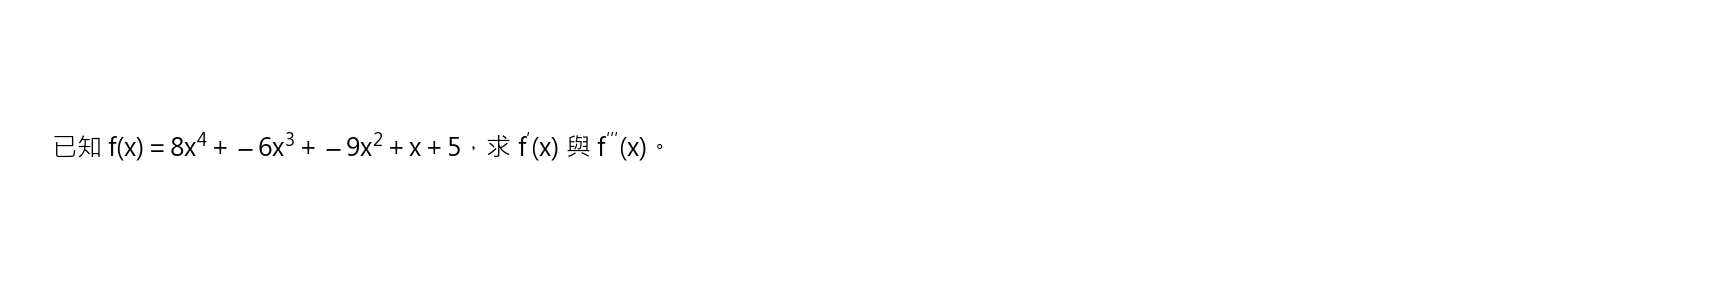 已知 f(x) = 8x⁴ + −6x³ + −9x² + x + 5，求 f′(x) 與 f′′′(x)。